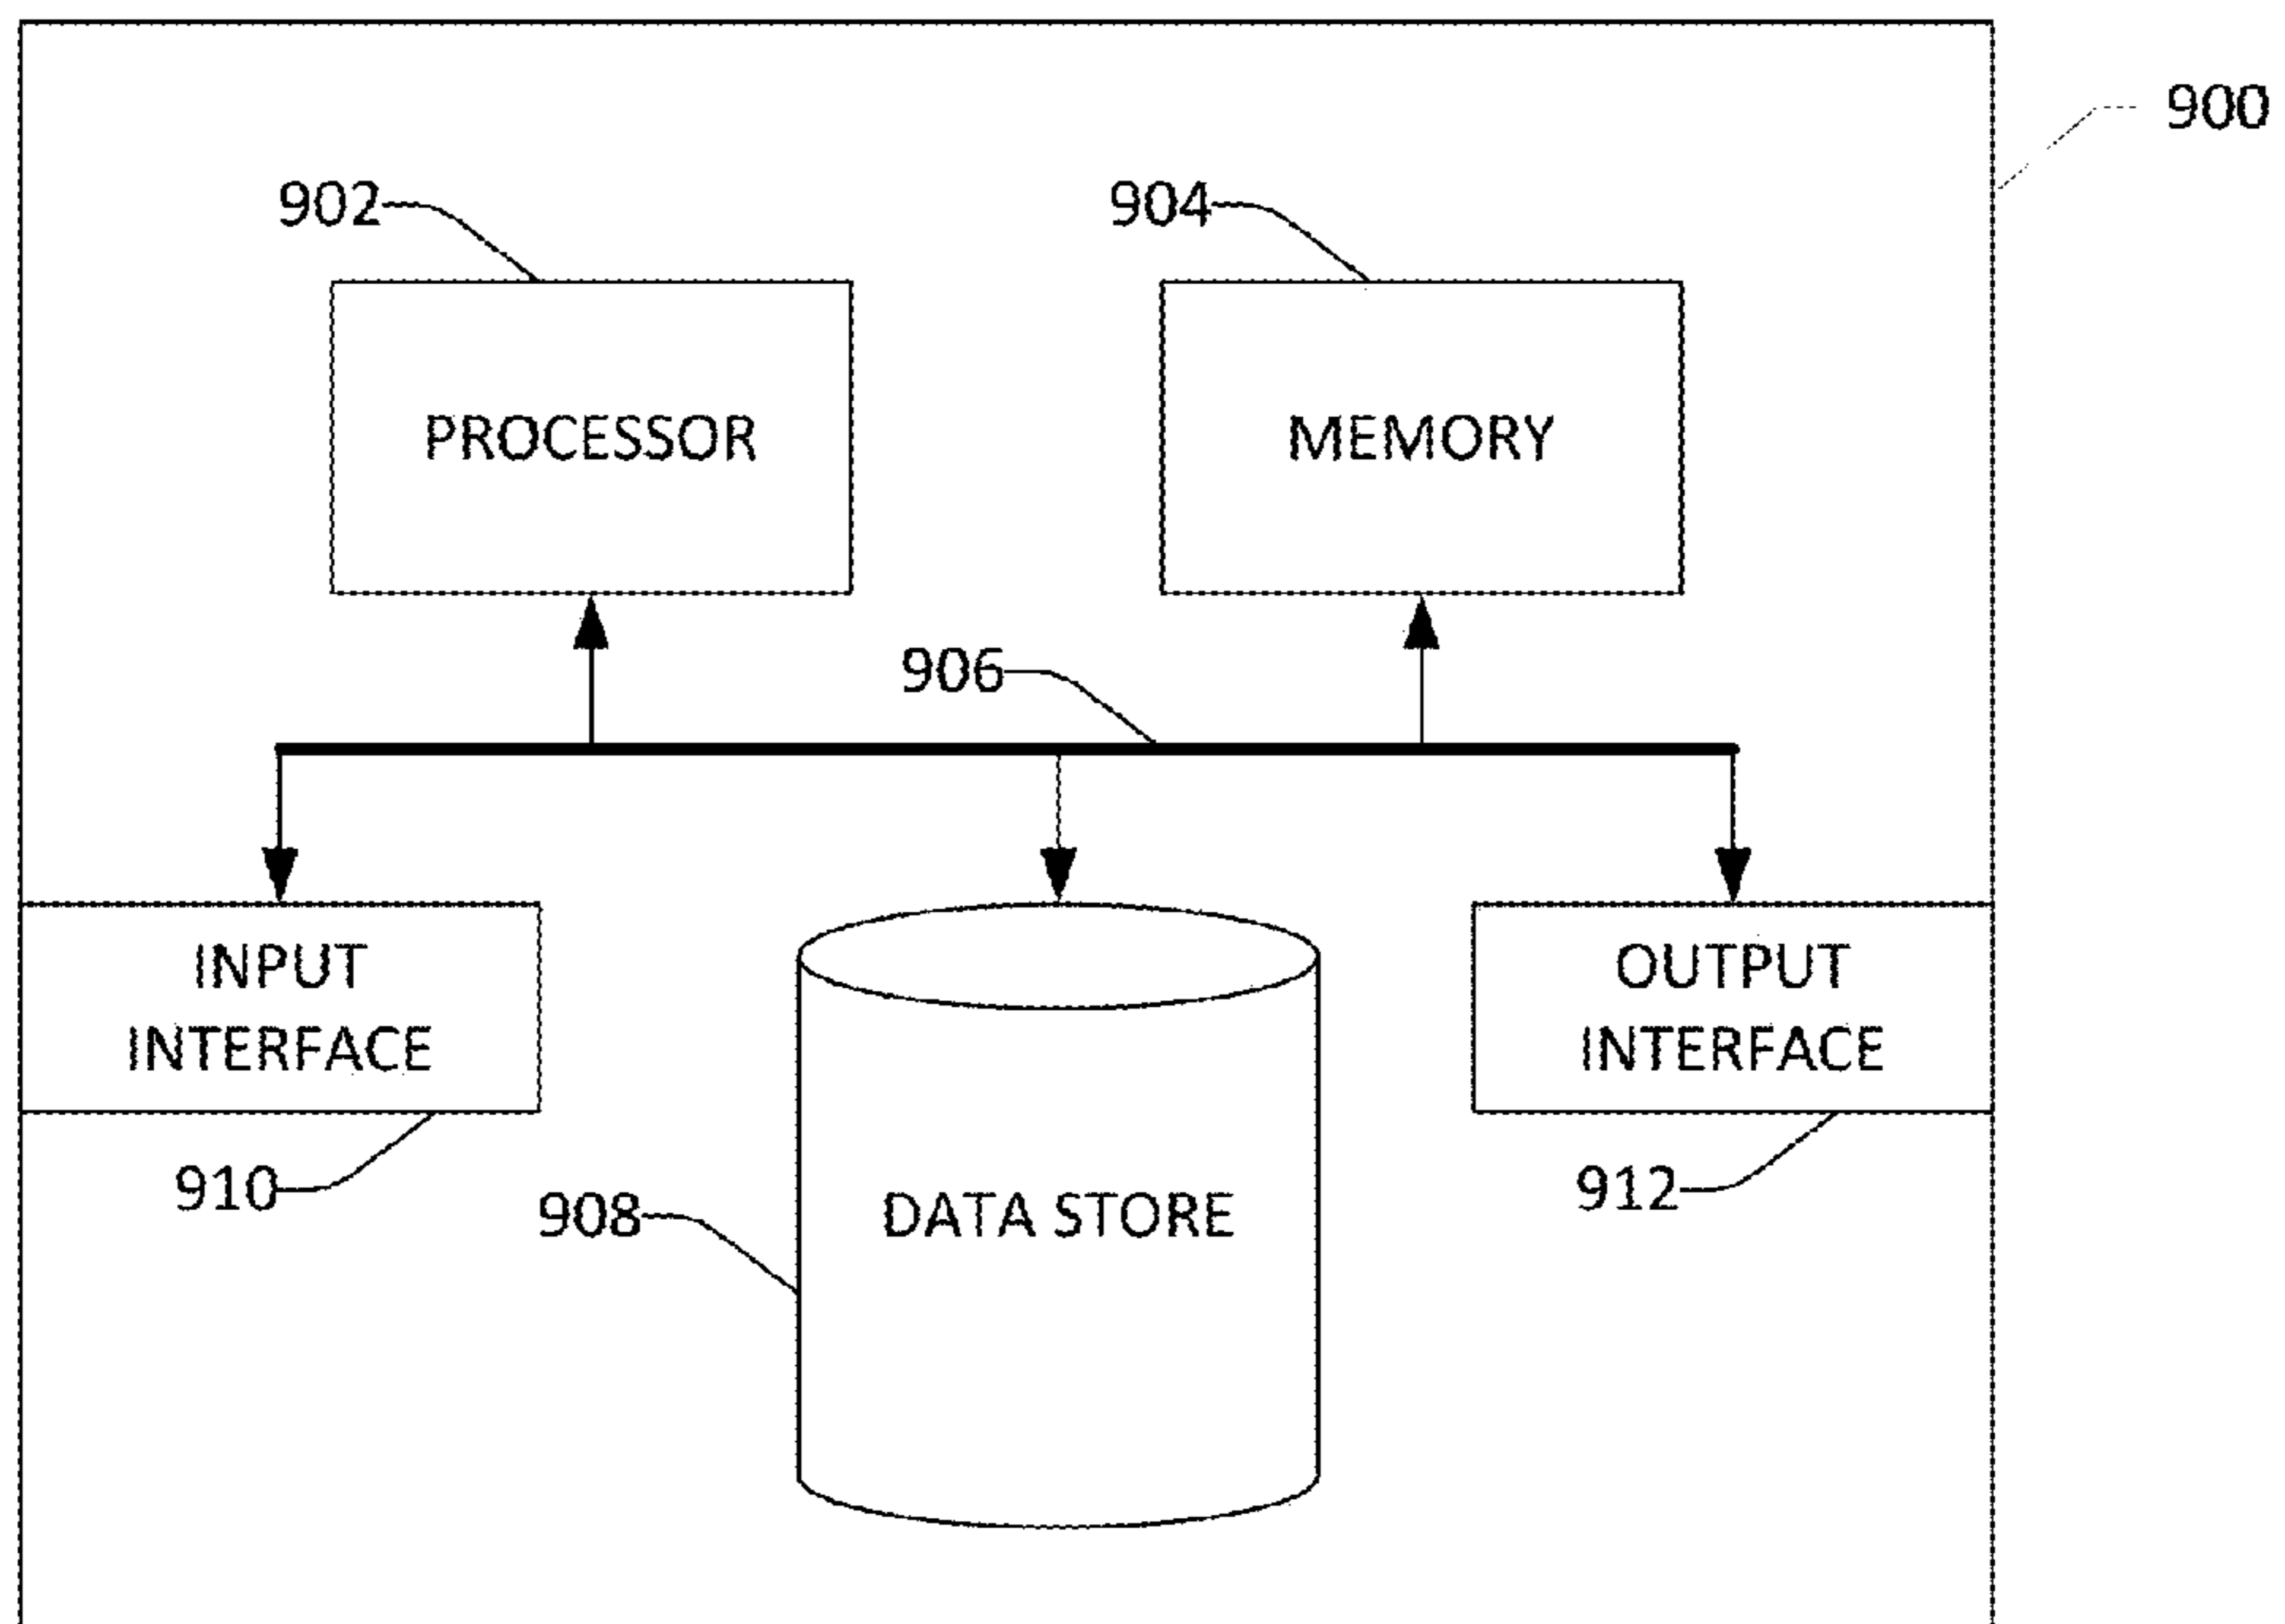 900
902
904
PROCESSOR
MEMORY
906
INPUT
INTERFACE
OUTPUT
INTERFACE
910
908
DATA STORE
912